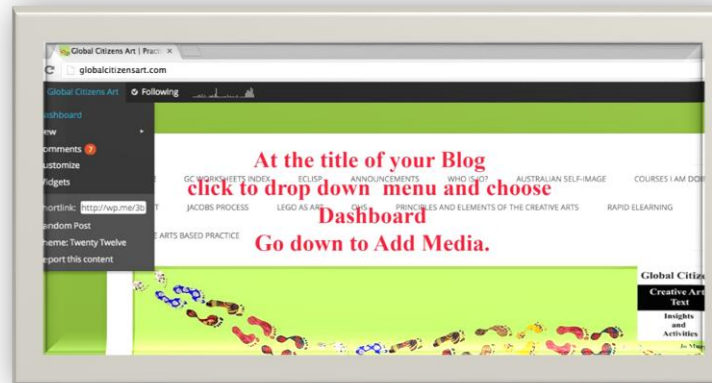 Global Citizens Art | Practi
globalcitizensart.com
Global Citizens Art
Following
ashboard
ew
omments 7
ustomize
Vidgets
hortlink: http://wp.me/3b
andom Post
heme: Twenty Twelve
eport this content
At the title of your Blog
click to drop down menu and choose
Dashboard
Go down to Add Media.
GC WORKSHEETS INDEX ECLISP ANNOUNCEMENTS WHO IS JO? AUSTRALIAN SELF-IMAGE COURSES I AM DOIN
T JACOBS PROCESS LEGO AS ART OHS PRINCIPLES AND ELEMENTS OF THE CREATIVE ARTS RAPID ELEARNING
E ARTS BASED PRACTICE
Global Citize
Creative Art
Text
Insights
and
Activities